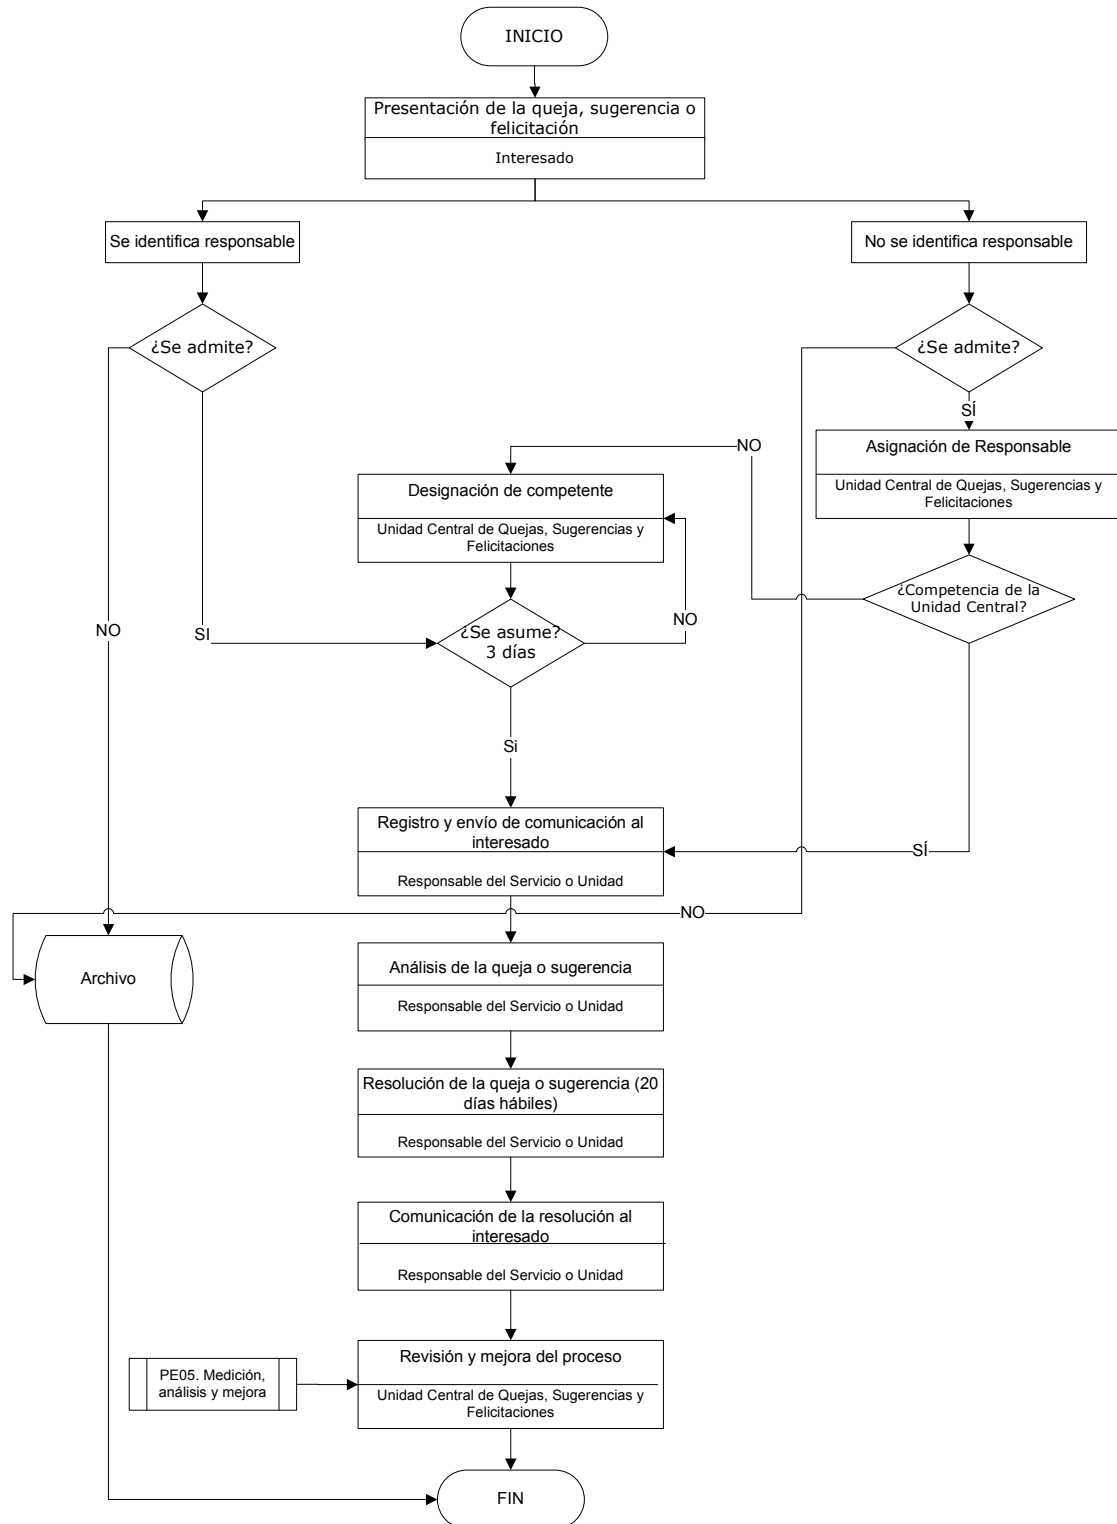 INICIO
Presentación de la queja, sugerencia o
felicitación
Interesado
Se identifica responsable
No se identifica responsable
¿Se admite?
¿Se admite?
SÍ
NO
Asignación de Responsable
Unidad Central de Quejas, Sugerencias y
Felicitaciones
Designación de competente
Unidad Central de Quejas, Sugerencias y
Felicitaciones
¿Competencia de la
Unidad Central?
NO
SI
¿Se asume?
3 días
NO
Si
Registro y envío de comunicación al
interesado
Responsable del Servicio o Unidad
SÍ
NO
Archivo
Análisis de la queja o sugerencia
Responsable del Servicio o Unidad
Resolución de la queja o sugerencia (20
días hábiles)
Responsable del Servicio o Unidad
Comunicación de la resolución al
interesado
Responsable del Servicio o Unidad
Revisión y mejora del proceso
Unidad Central de Quejas, Sugerencias y
Felicitaciones
PE05. Medición,
análisis y mejora
FIN